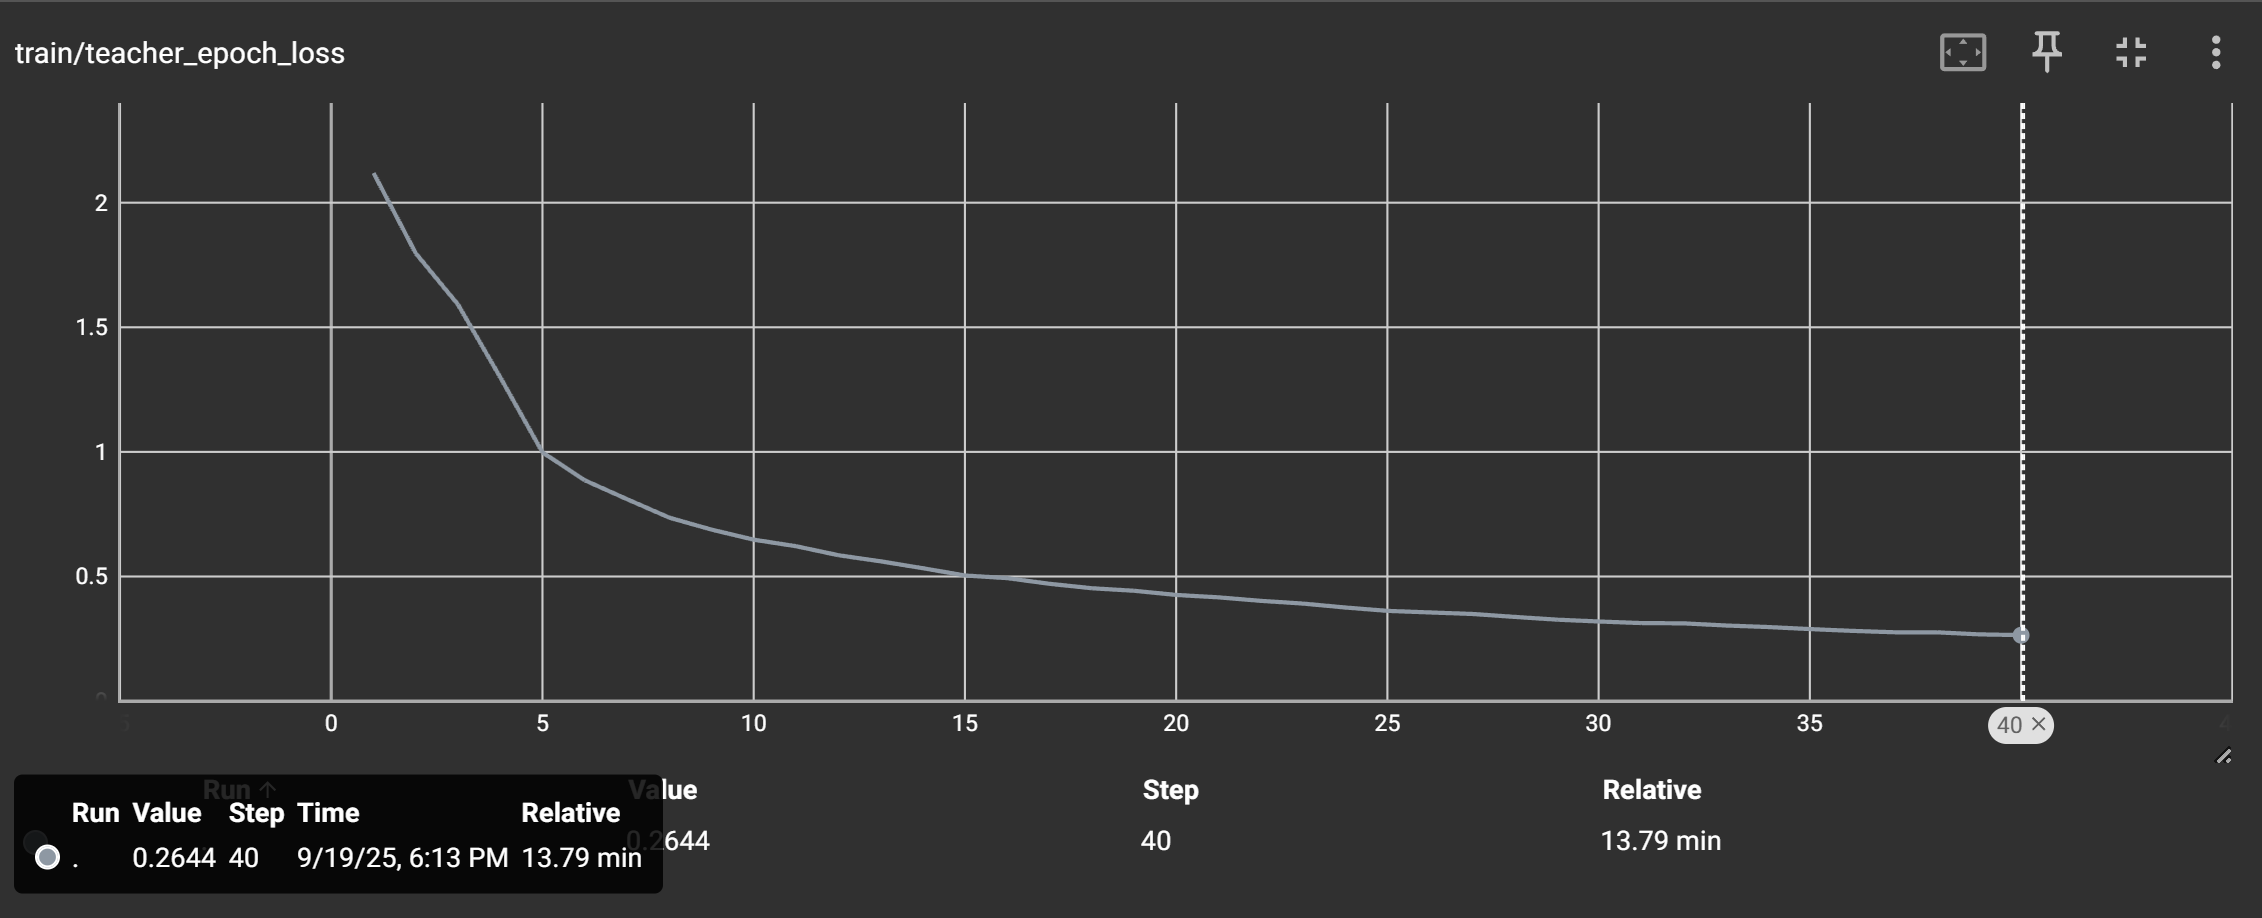 train/teacher_epoch_loss
2
1.5
1
0.5
0 5 10 15 20 25 30 35 40 ×
Run ↑ Value Step Relative
Run Value Step Time Relative
0.2644 40 13.79 min
. 0.2644 40 9/19/25, 6:13 PM 13.79 min